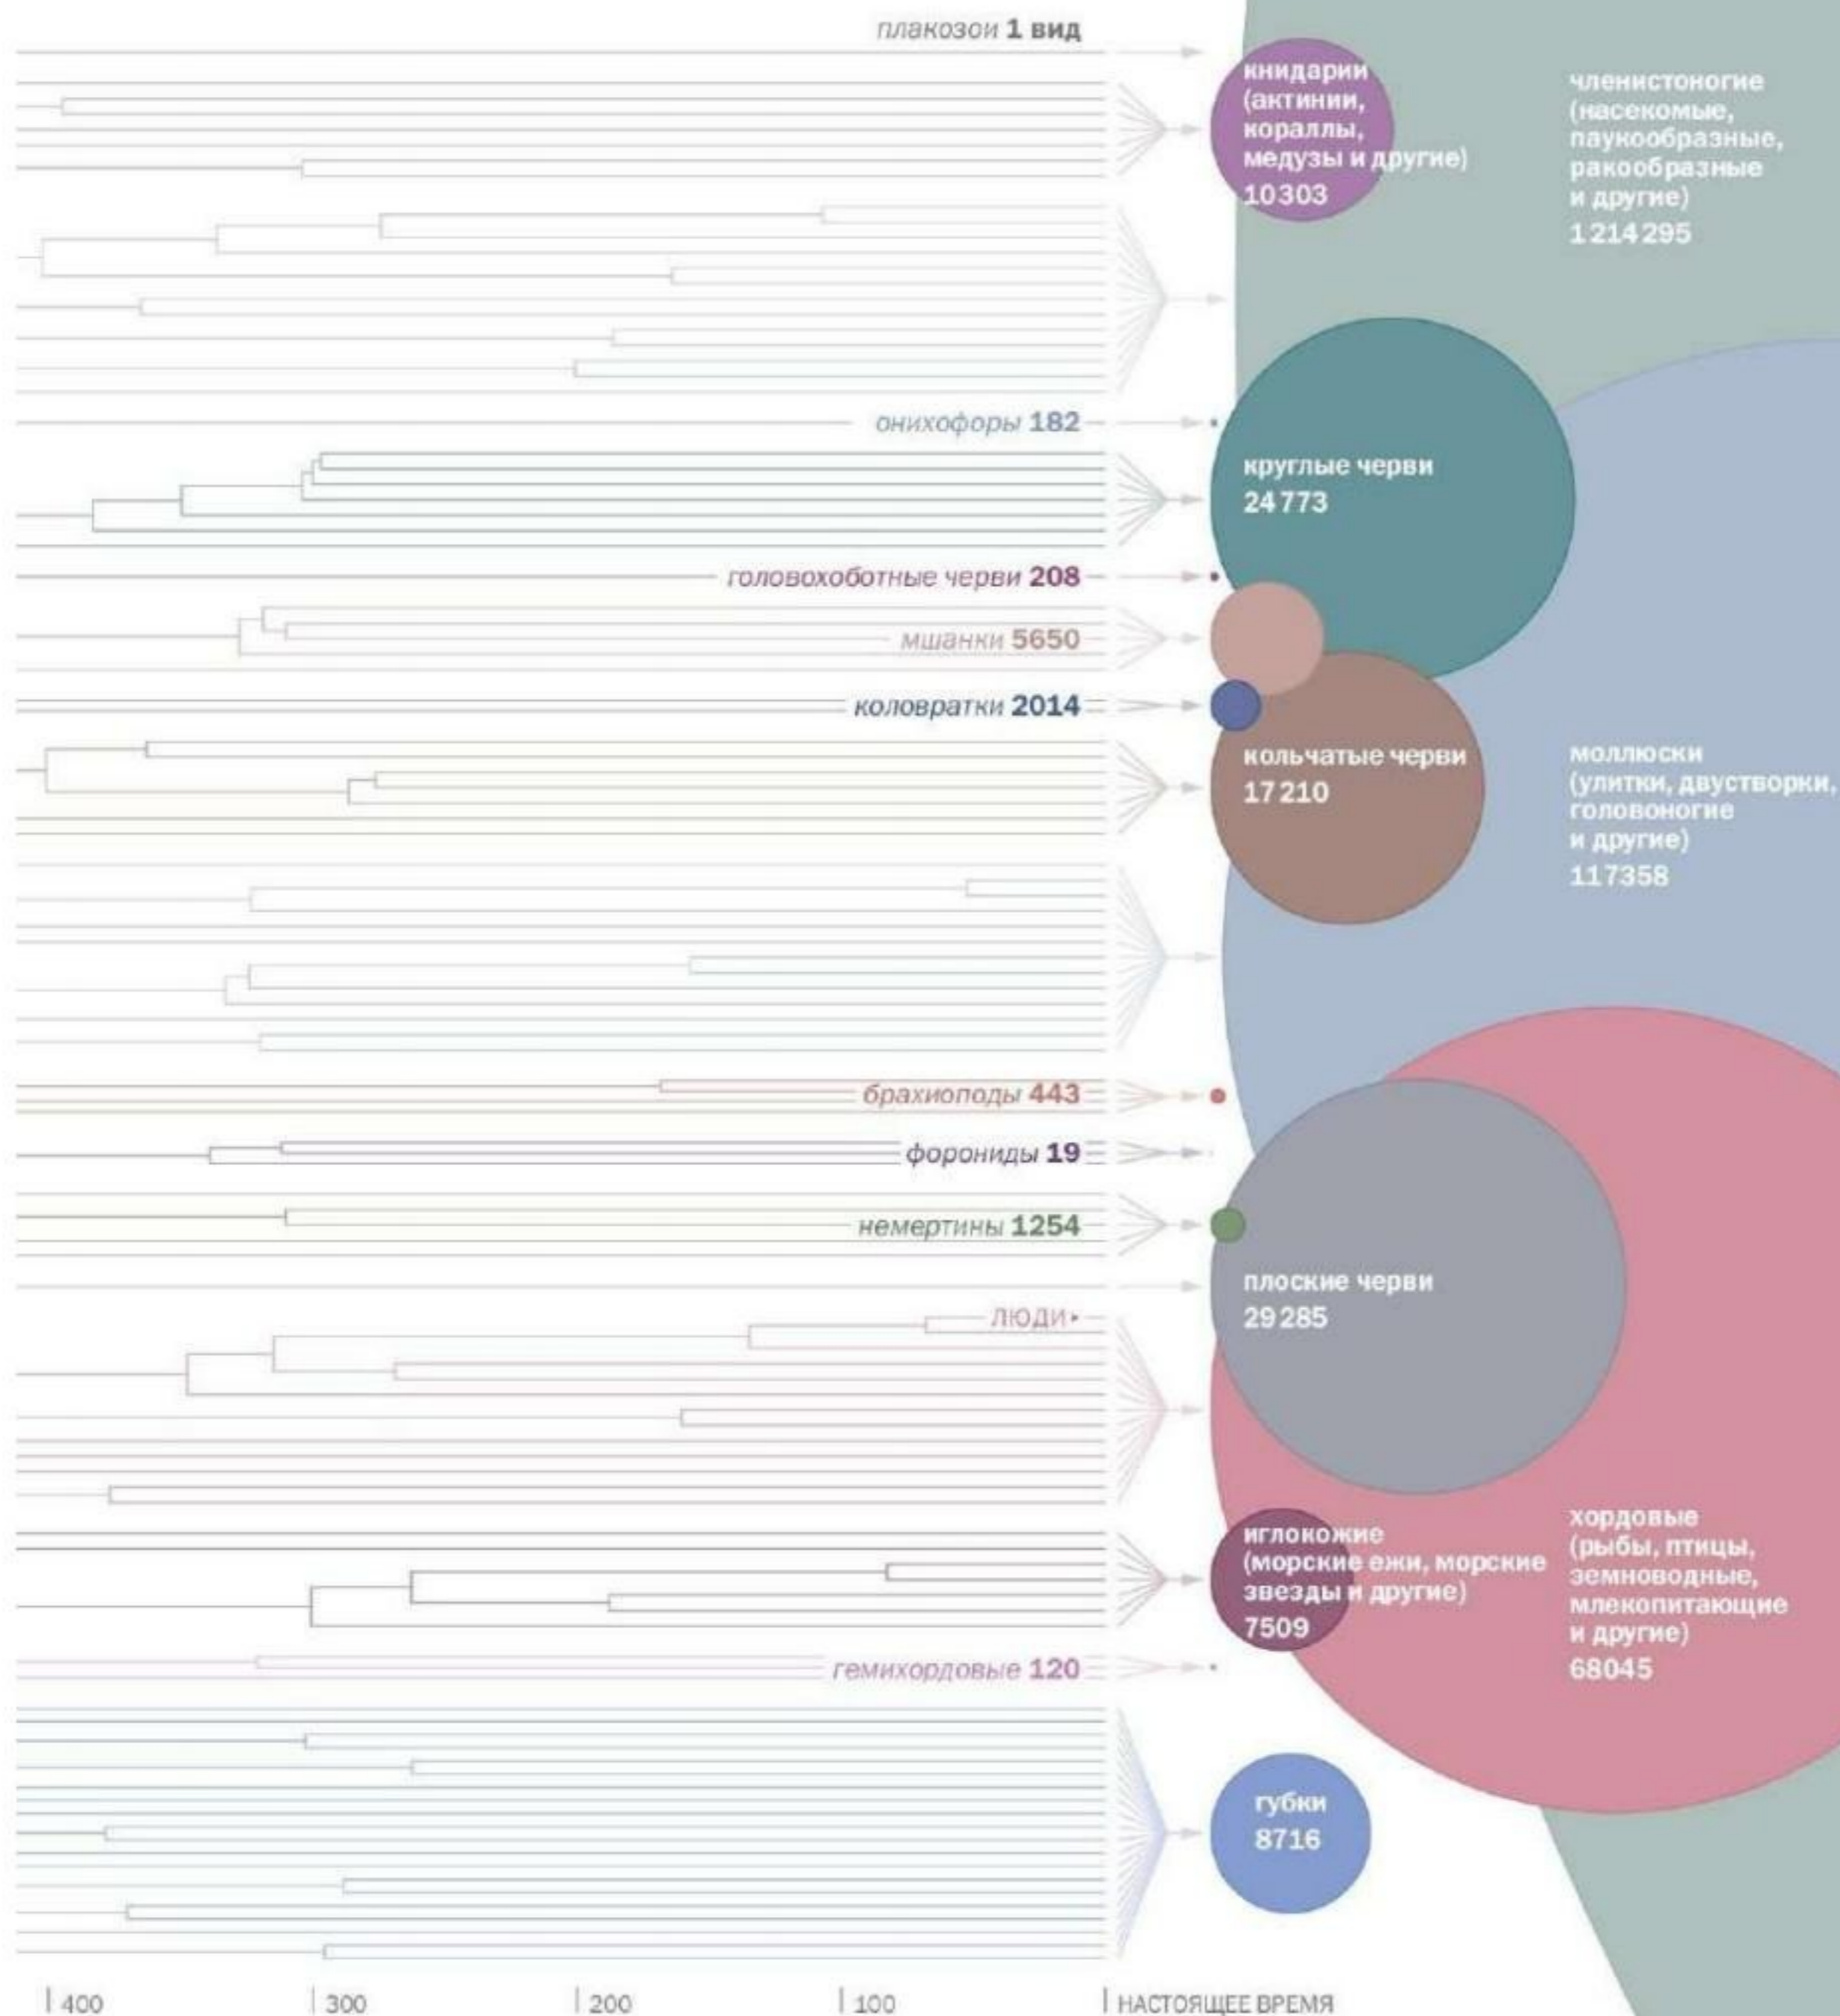 плакозои 1 вид
книдарии
(актинии,
кораллы,
медузы и другие)
10303
членистоногие
(насекомые,
паукообразные,
ракообразные
и другие)
1214295
онихофоры 182
круглые черви
24773
головохоботные черви 208
мшанки 5650
коловратки 2014
кольчатые черви
17210
моллюски
(улитки, двустворки,
головоногие
и другие)
117358
брахиоподы 443
форониды 19
немертины 1254
плоские черви
29285
ЛЮДИ
иглокожие
(морские ежи, морские
звезды и другие)
7509
хордовые
(рыбы, птицы,
земноводные,
млекопитающие
и другие)
68045
гемихордовые 120
губки
8716
400 300 200 100 НАСТОЯЩЕЕ ВРЕМЯ